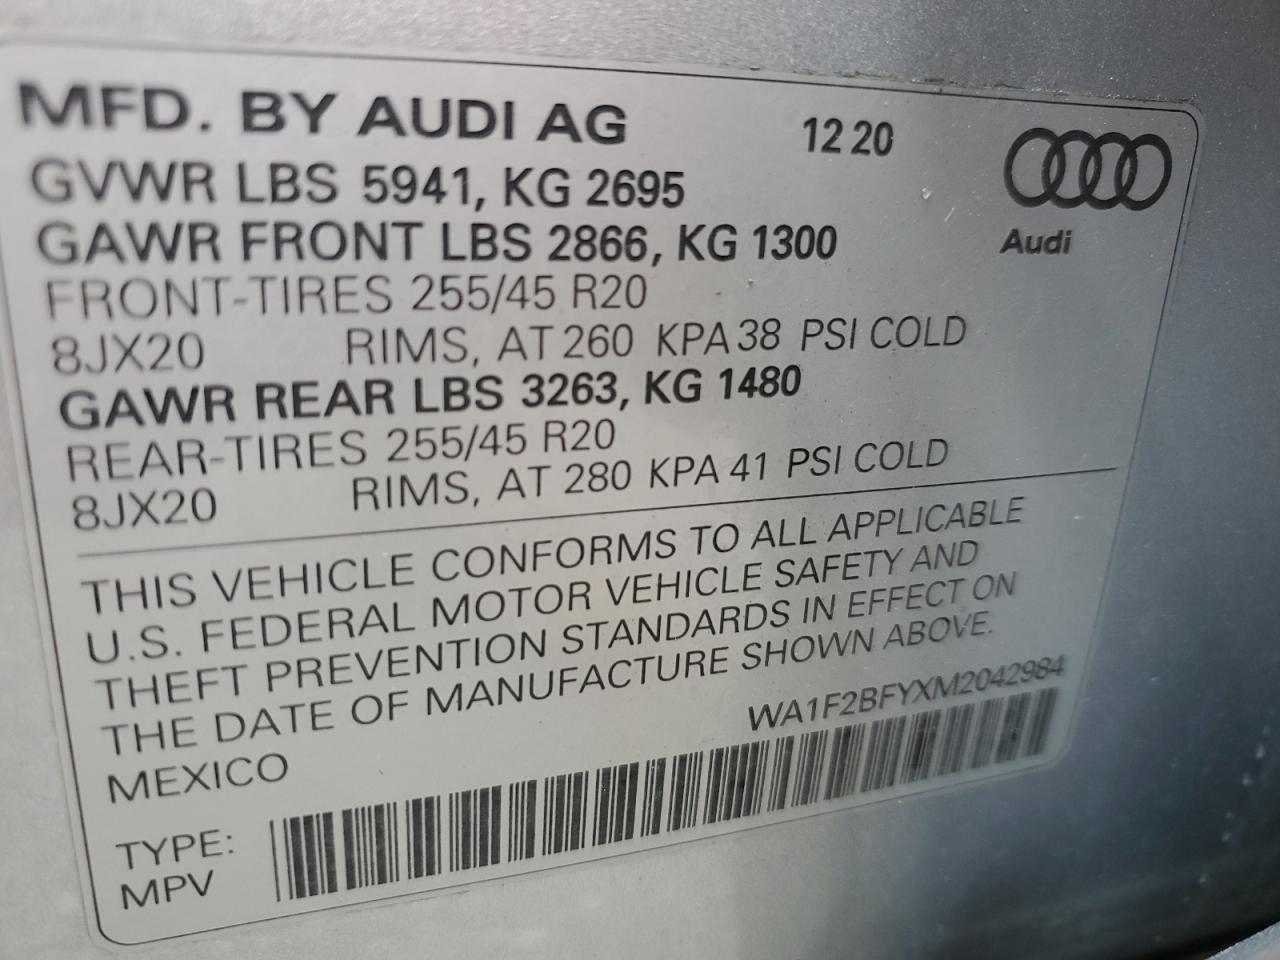 MFD. BY AUDI AG 12 20
Audi
GVWR LBS 5941, KG 2695
GAWR FRONT LBS 2866, KG 1300
FRONT-TIRES 255/45 R20
8JX20 RIMS, AT 260 KPA 38 PSI COLD
GAWR REAR LBS 3263, KG 1480
REAR-TIRES 255/45 R20
8JX20 RIMS, AT 280 KPA 41 PSI COLD
THIS VEHICLE CONFORMS TO ALL APPLICABLE
U.S. FEDERAL MOTOR VEHICLE SAFETY AND
THEFT PREVENTION STANDARDS IN EFFECT ON
THE DATE OF MANUFACTURE SHOWN ABOVE.
MEXICO WA1F2BFYXM2042984
TYPE:
MPV